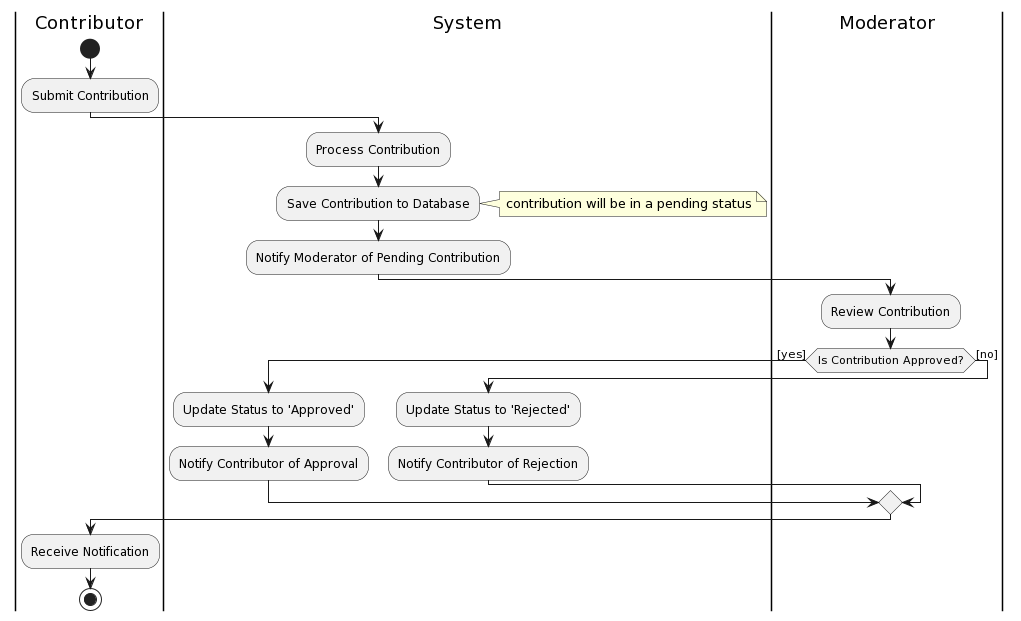 Contributor
System
Moderator
Submit Contribution
Process Contribution
Save Contribution to Database
contribution will be in a pending status
Notify Moderator of Pending Contribution
Review Contribution
[yes]
Is Contribution Approved?
[no]
Update Status to 'Approved'
Update Status to 'Rejected'
Notify Contributor of Approval
Notify Contributor of Rejection
Receive Notification